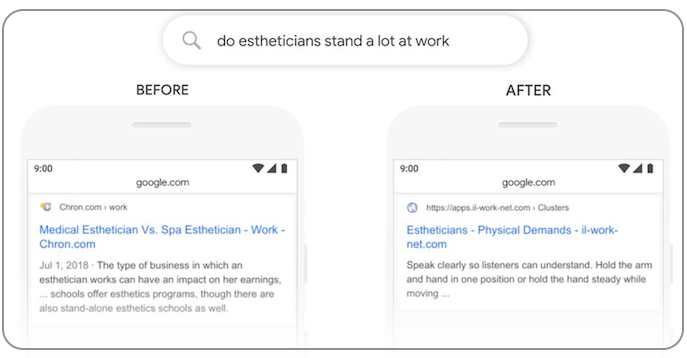 do estheticians stand a lot at work
BEFORE
9:00
google.com
Chron.com › work
Medical Esthetician Vs. Spa Esthetician - Work -
Chron.com
Jul 1, 2018 · The type of business in which an
esthetician works can have an impact on her earnings,
... schools offer esthetics programs, though there are
also stand-alone esthetics schools as well.
AFTER
9:00
google.com
https://apps.il-work-net.com › Clusters
Estheticians - Physical Demands - il-work-
net.com
Speak clearly so listeners can understand. Hold the arm
and hand in one position or hold the hand steady while
moving ...